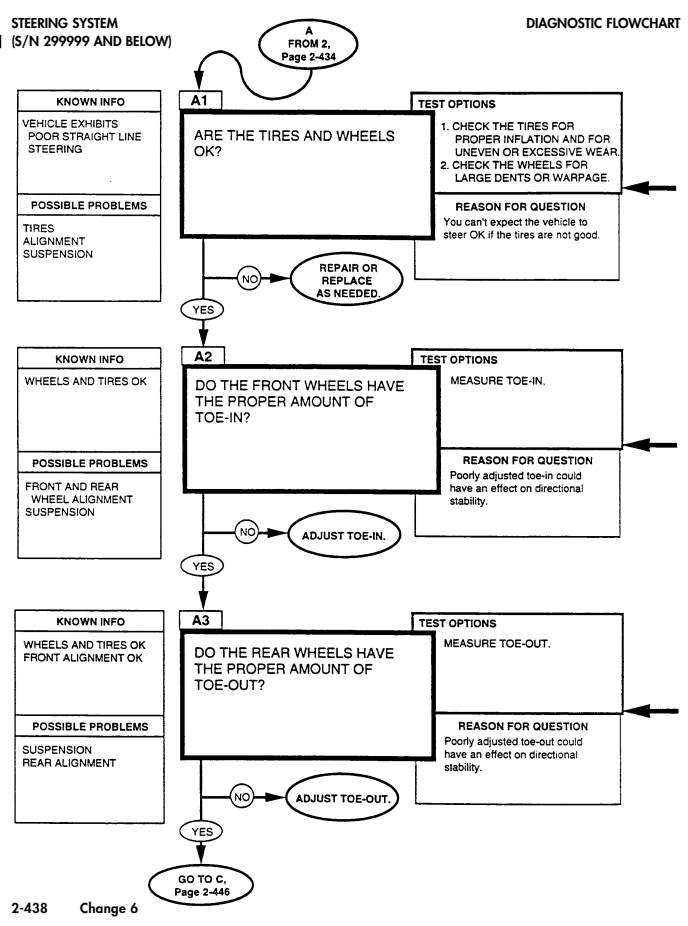 STEERING SYSTEM
(S/N 299999 AND BELOW)
DIAGNOSTIC FLOWCHART
A
FROM 2,
Page 2-434
KNOWN INFO
VEHICLE EXHIBITS
POOR STRAIGHT LINE
STEERING
POSSIBLE PROBLEMS
TIRES
ALIGNMENT
SUSPENSION
A1
ARE THE TIRES AND WHEELS
OK?
TEST OPTIONS
1. CHECK THE TIRES FOR
PROPER INFLATION AND FOR
UNEVEN OR EXCESSIVE WEAR.
2. CHECK THE WHEELS FOR
LARGE DENTS OR WARPAGE.
REASON FOR QUESTION
You can't expect the vehicle to
steer OK if the tires are not good.
NO
REPAIR OR
REPLACE
AS NEEDED.
YES
KNOWN INFO
WHEELS AND TIRES OK
POSSIBLE PROBLEMS
FRONT AND REAR
WHEEL ALIGNMENT
SUSPENSION
A2
DO THE FRONT WHEELS HAVE
THE PROPER AMOUNT OF
TOE-IN?
TEST OPTIONS
MEASURE TOE-IN.
REASON FOR QUESTION
Poorly adjusted toe-in could
have an effect on directional
stability.
NO
ADJUST TOE-IN.
YES
KNOWN INFO
WHEELS AND TIRES OK
FRONT ALIGNMENT OK
POSSIBLE PROBLEMS
SUSPENSION
REAR ALIGNMENT
A3
DO THE REAR WHEELS HAVE
THE PROPER AMOUNT OF
TOE-OUT?
TEST OPTIONS
MEASURE TOE-OUT.
REASON FOR QUESTION
Poorly adjusted toe-out could
have an effect on directional
stability.
NO
ADJUST TOE-OUT.
YES
GO TO C,
Page 2-446
2-438 Change 6